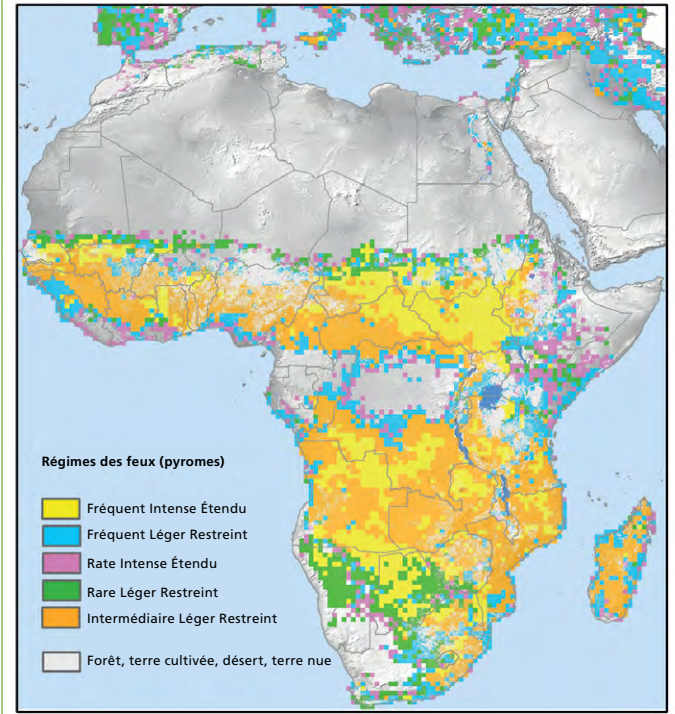 Régimes des feux (pyromes)
Fréquent Intense Étendu
Fréquent Léger Restreint
Rate Intense Étendu
Rare Léger Restreint
Intermédiaire Léger Restreint
Forêt, terre cultivée, désert, terre nue